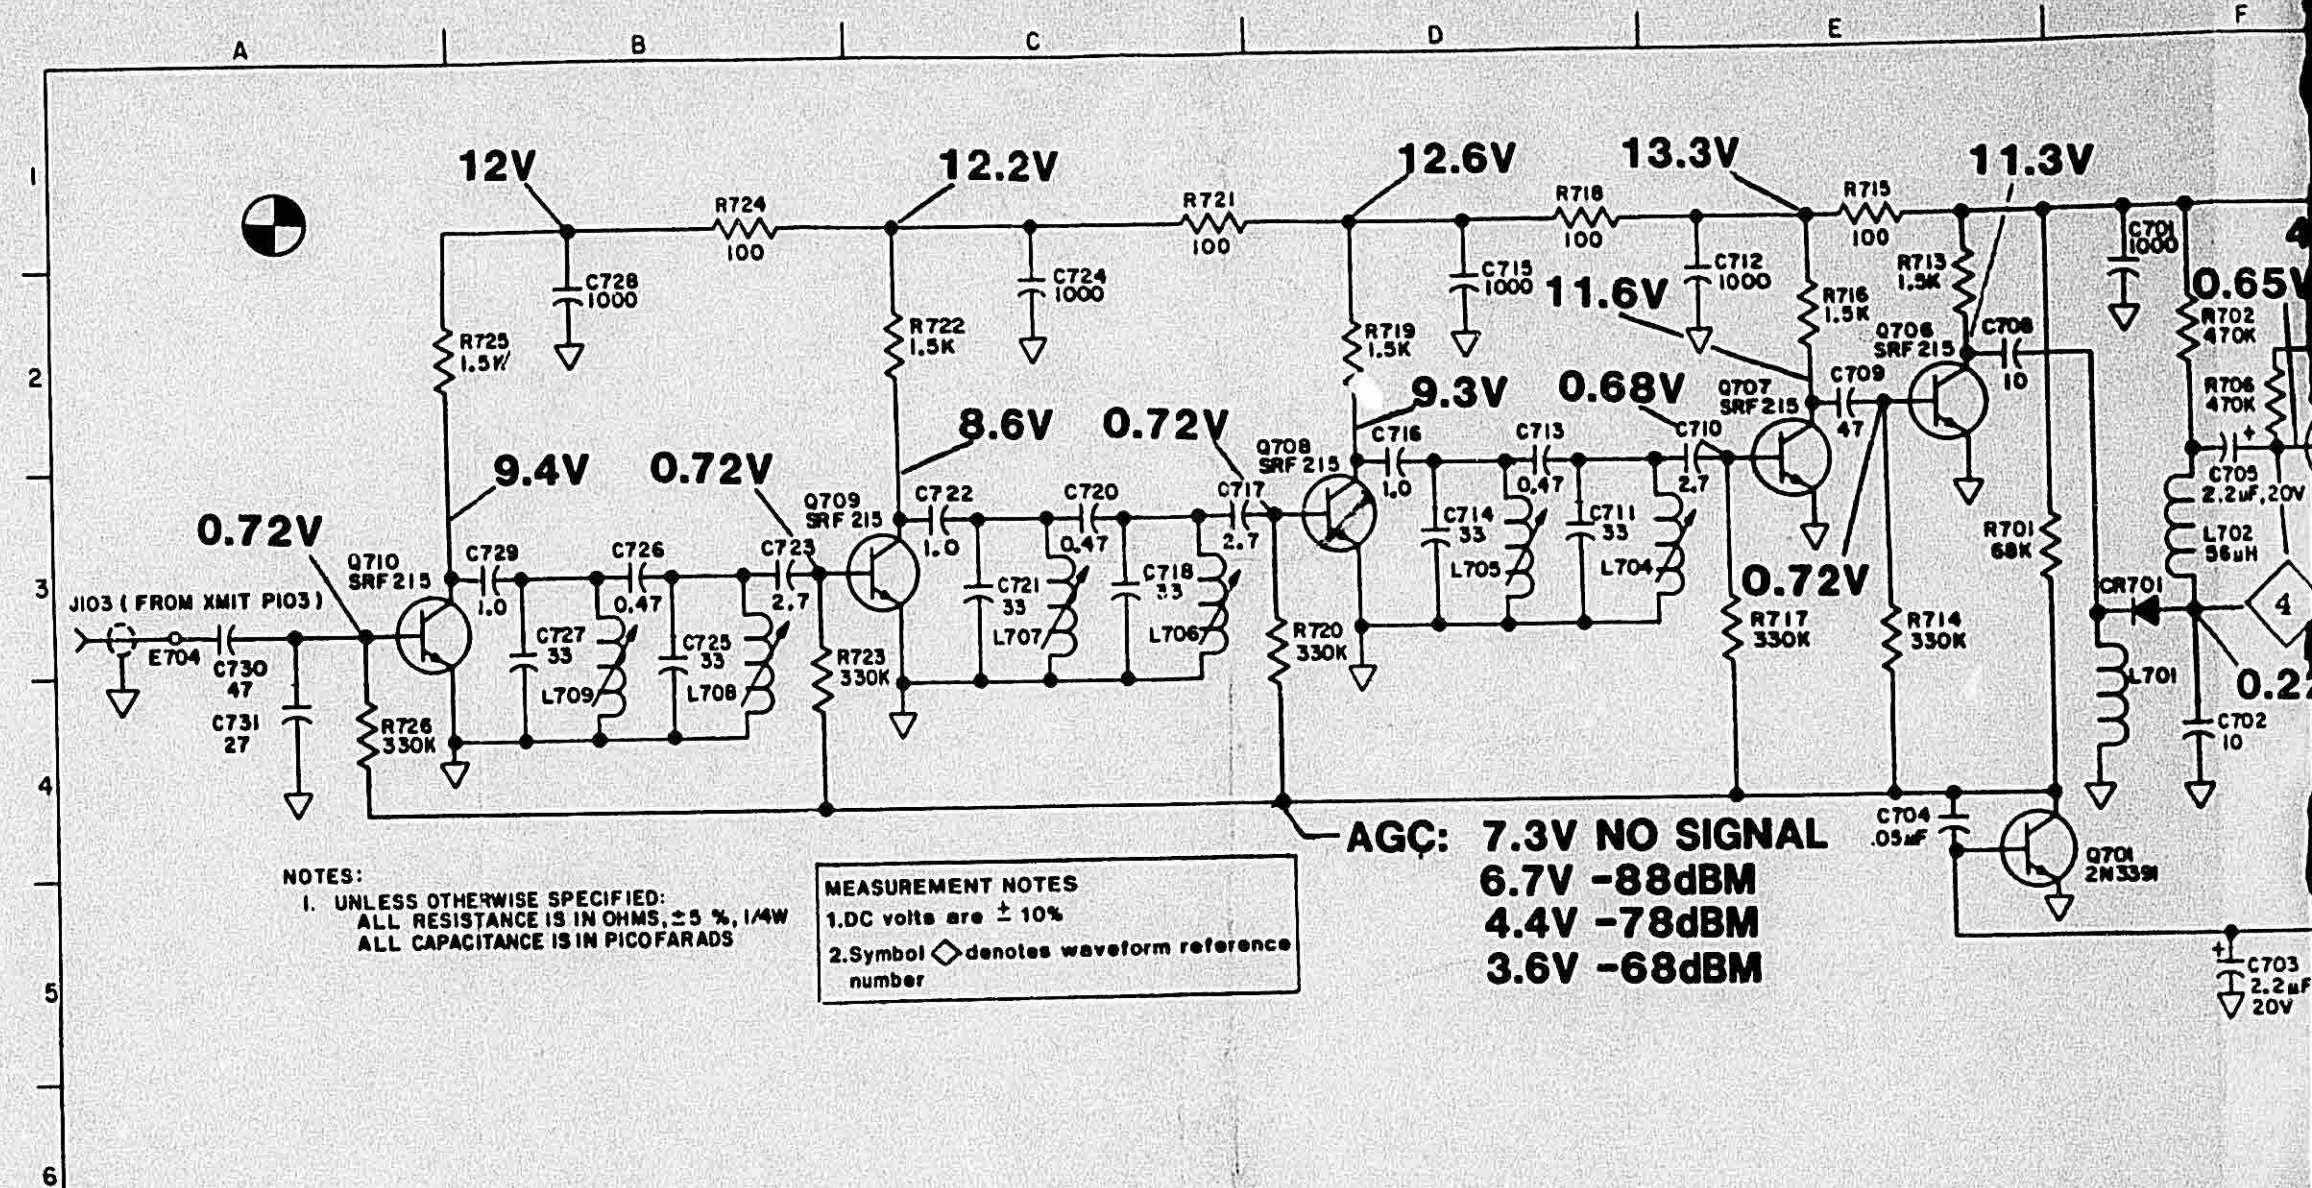 A
B
C
D
E
F
1
2
3
4
5
6
12V
12.2V
12.6V
13.3V
11.3V
R724
100
R721
100
R718
100
R715
100
C728
1000
C724
1000
C715
1000
C712
1000
C701
1000
R725
1.5K
R722
1.5K
R719
1.5K
R716
1.5K
R713
1.5K
11.6V
0.65V
R702
470K
R706
470K
Q706
SRF 215
C708
10
9.4V
0.72V
8.6V
0.72V
9.3V
0.68V
Q707
SRF 215
C709
47
0.72V
Q710
SRF 215
C729
1.0
C726
0.47
C723
2.7
Q709
SRF 215
C722
1.0
C720
0.47
C717
2.7
Q708
SRF 215
C716
1.0
C713
0.47
C710
2.7
C705
2.2uF, 20V
L702
56uH
R701
68K
J103 ( FROM XMIT P103 )
E704
C730
47
C731
27
C727
33
L709
C725
33
L708
R726
330K
R723
330K
C721
33
L707
C718
33
L706
R720
330K
C714
33
L705
C711
33
L704
0.72V
R717
330K
R714
330K
CR701
4
L701
C702
10
AGC: 7.3V NO SIGNAL
6.7V -88dBM
4.4V -78dBM
3.6V -68dBM
C704
.05uF
Q701
2N3391
+
C703
2.2uF
20V
NOTES:
1. UNLESS OTHERWISE SPECIFIED:
ALL RESISTANCE IS IN OHMS, ±5 %, 1/4W
ALL CAPACITANCE IS IN PICOFARADS
MEASUREMENT NOTES
1.DC volts are ± 10%
2.Symbol ◇ denotes waveform reference
number